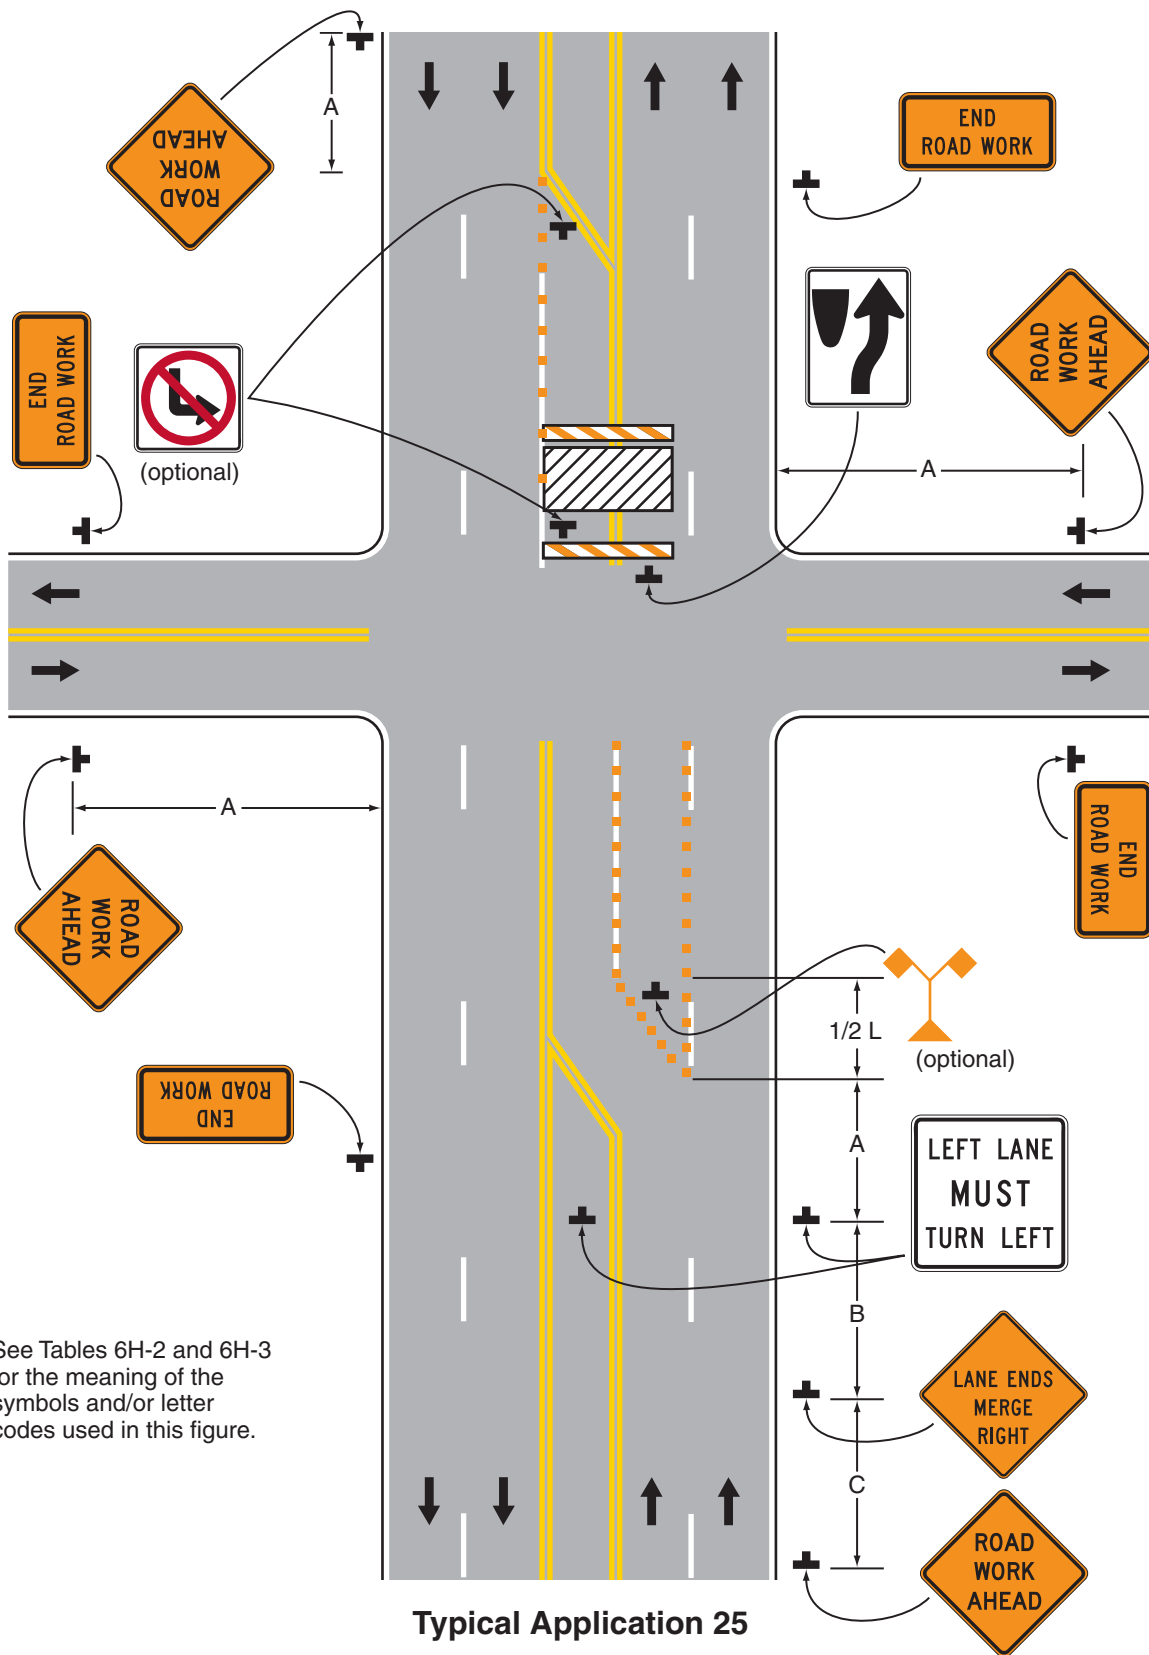 A
ROAD
WORK
AHEAD
END
ROAD WORK
END
ROAD WORK
(optional)
ROAD
WORK
AHEAD
A
A
ROAD
WORK
AHEAD
END
ROAD WORK
1/2 L
(optional)
END
ROAD WORK
A
LEFT LANE
MUST
TURN LEFT
B
LANE ENDS
MERGE
RIGHT
C
ROAD
WORK
AHEAD
See Tables 6H-2 and 6H-3
for the meaning of the
symbols and/or letter
codes used in this figure.
Typical Application 25